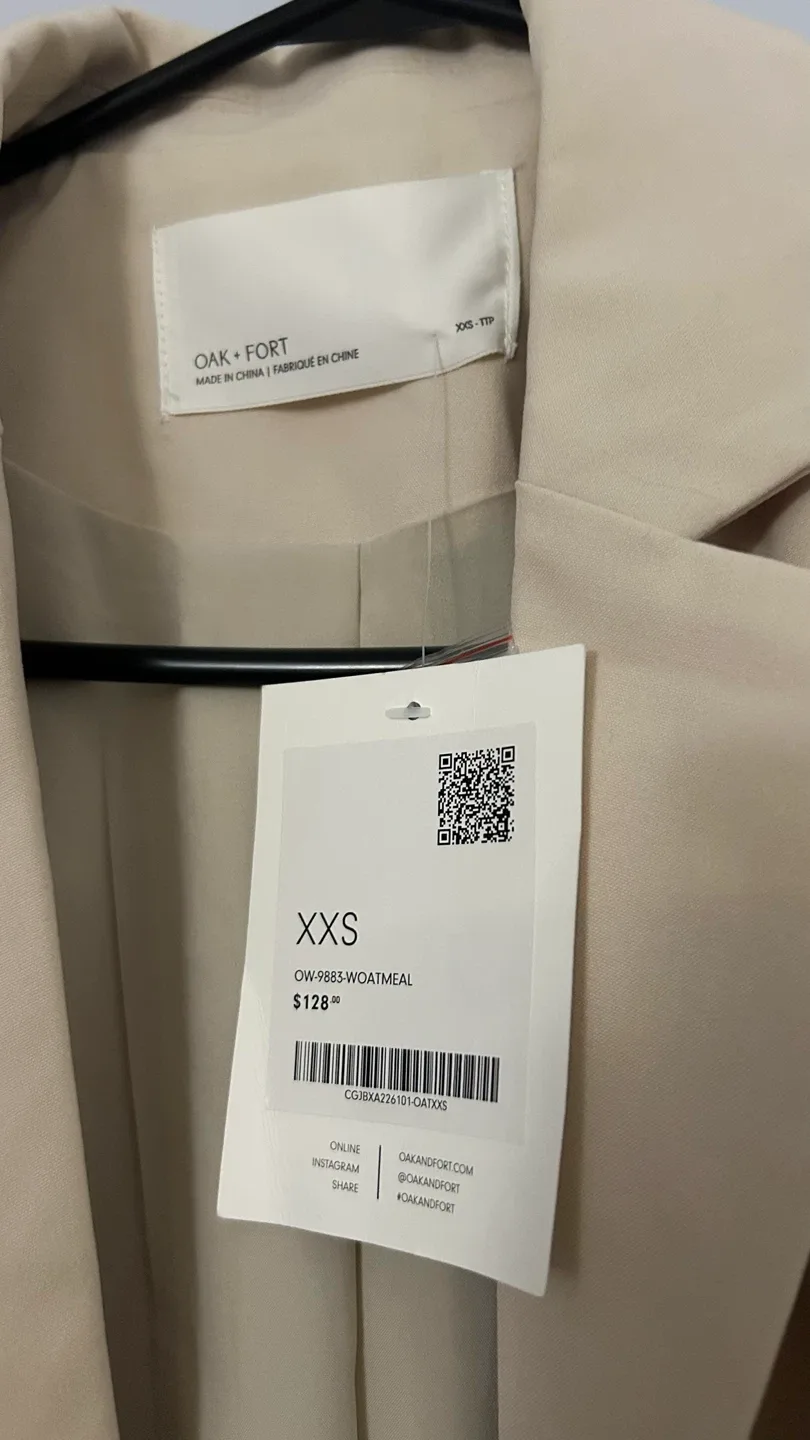 OAK + FORT
MADE IN CHINA | FABRIQUÉ EN CHINE
XXS - TTP
XXS
OW-9883-WOATMEAL
$128.00
CGJBXA226101-OATXXS
ONLINE
INSTAGRAM
SHARE
OAKANDFORT.COM
@OAKANDFORT
#OAKANDFORT